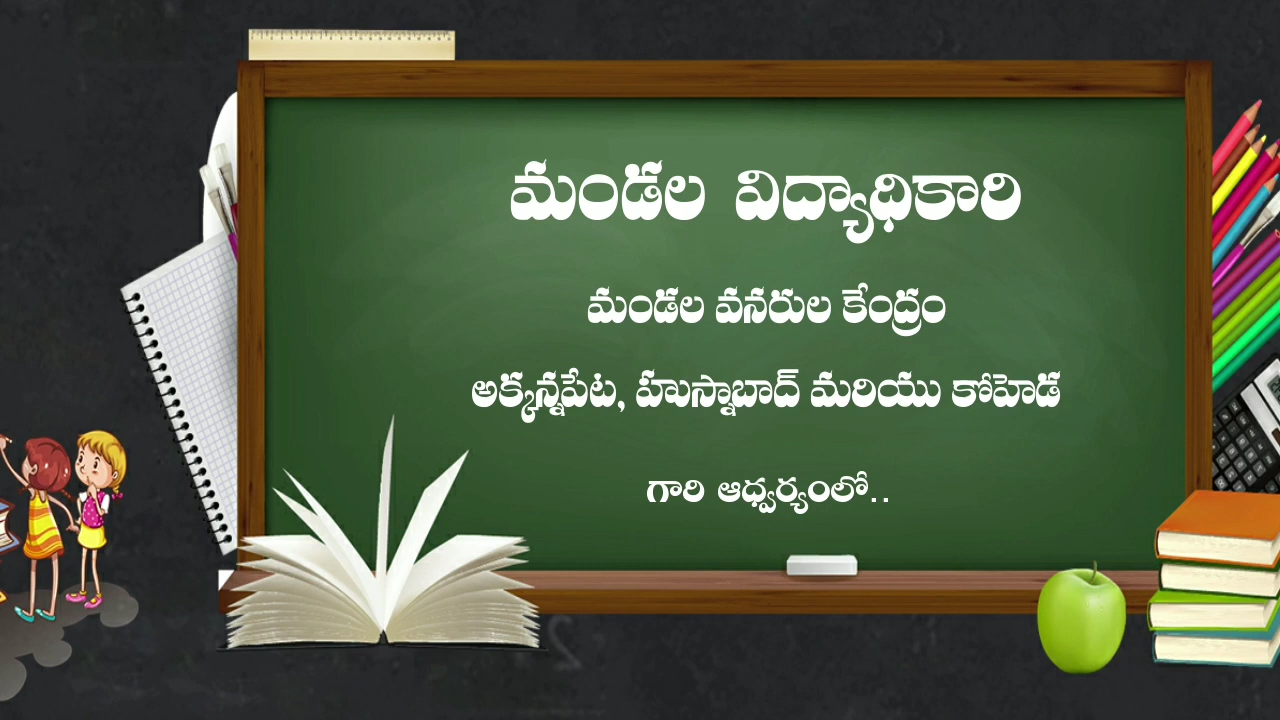 మండల విద్యాధికారి
మండల వనరుల కేంద్రం
అక్కన్నపేట, హుస్నాబాద్ మరియు కోహెడ
గారి ఆధ్వర్యంలో..